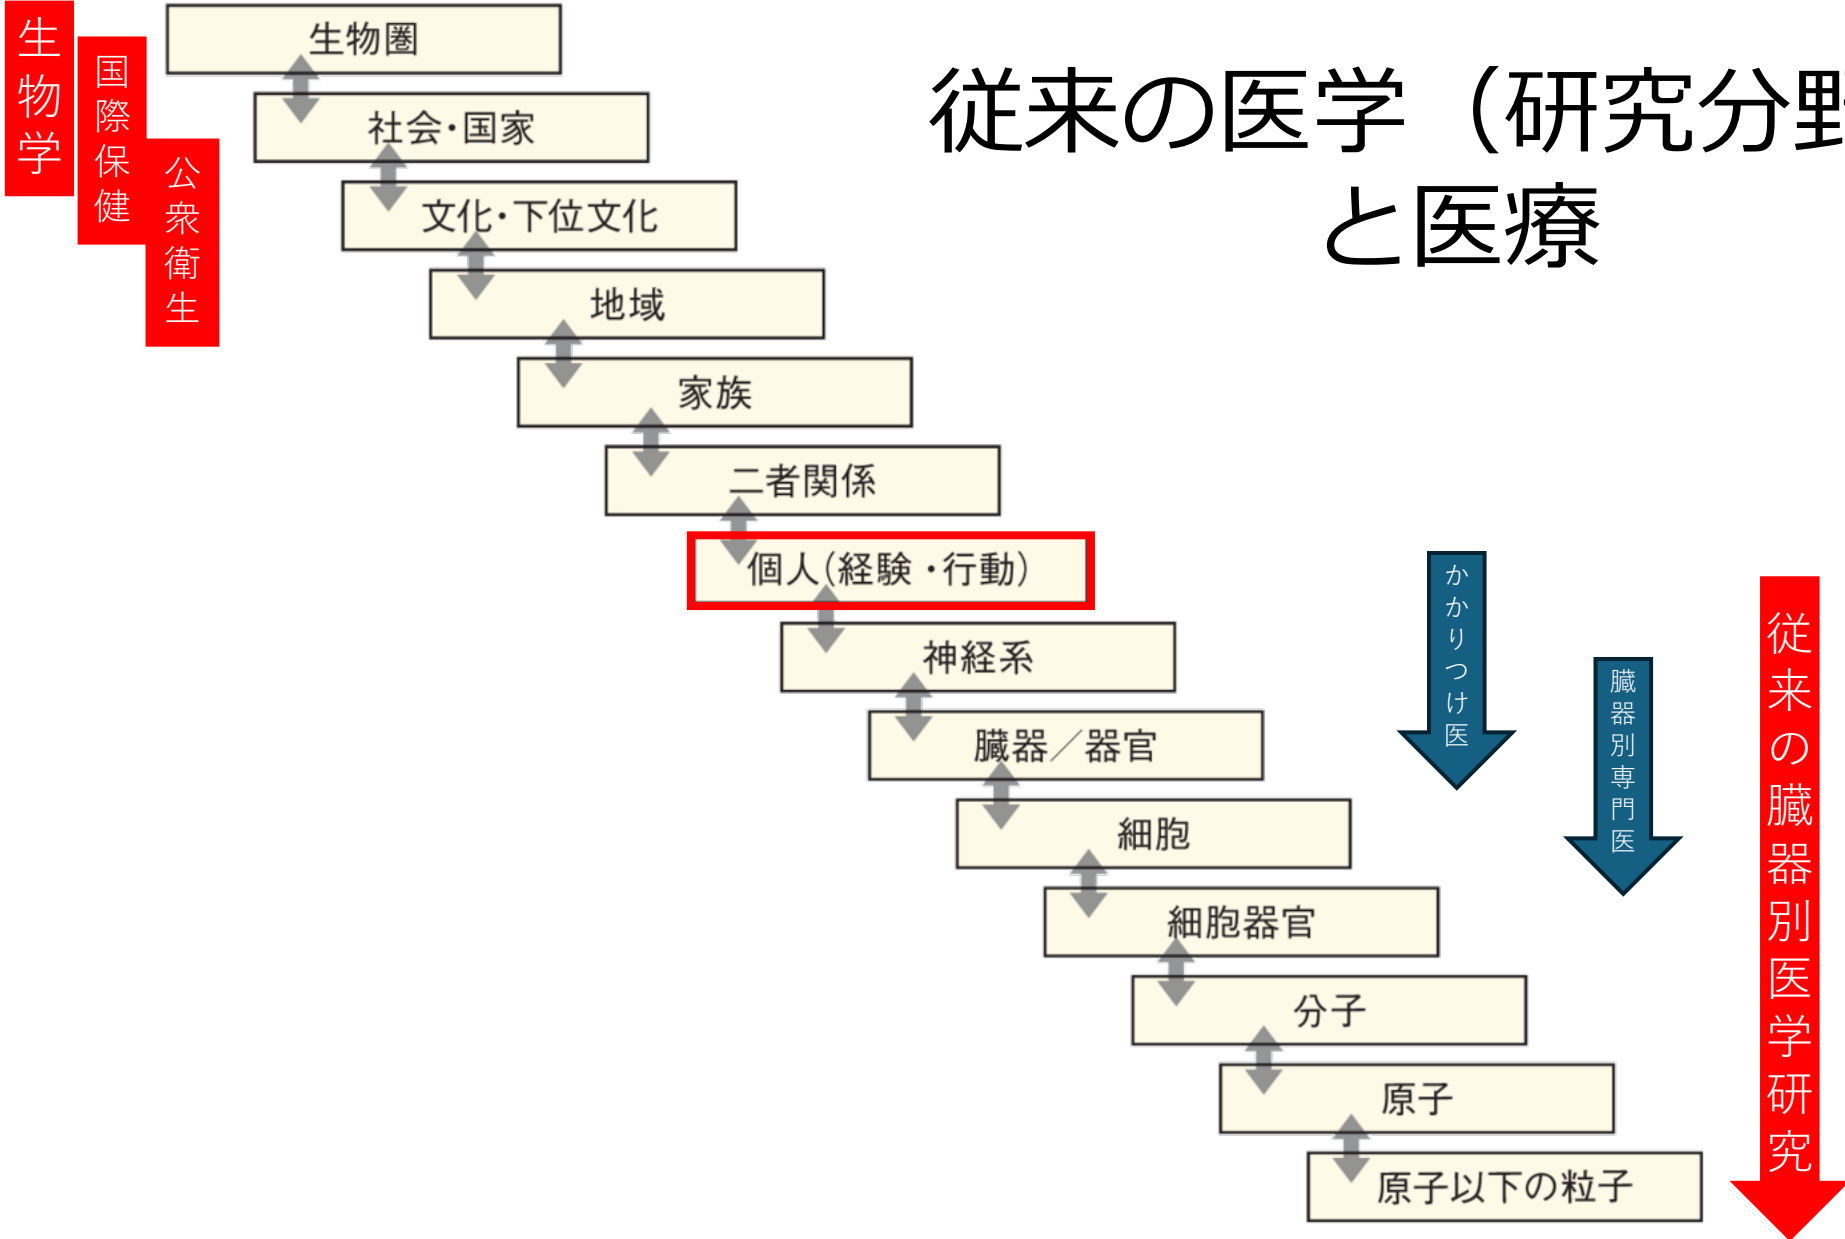 生物学
国際保健
公衆衛生
従来の医学（研究分野
と医療
生物圏
社会・国家
文化・下位文化
地域
家族
二者関係
個人(経験・行動)
神経系
臓器／器官
細胞
細胞器官
分子
原子
原子以下の粒子
かかりつけ医
臓器別専門医
従来の臓器別医学研究